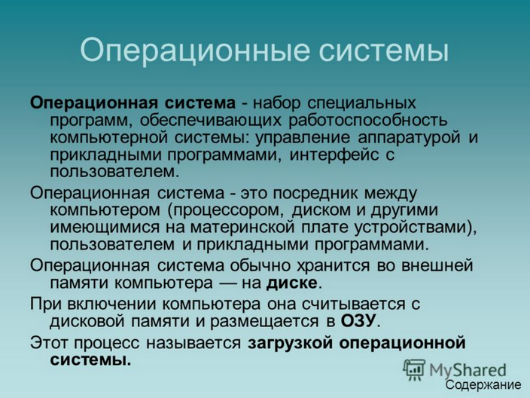 Операционные системы
Операционная система - набор специальных
программ, обеспечивающих работоспособность
компьютерной системы: управление аппаратурой и
прикладными программами, интерфейс с
пользователем.
Операционная система - это посредник между
компьютером (процессором, диском и другими
имеющимися на материнской плате устройствами),
пользователем и прикладными программами.
Операционная система обычно хранится во внешней
памяти компьютера — на диске.
При включении компьютера она считывается с
дисковой памяти и размещается в ОЗУ.
Этот процесс называется загрузкой операционной
системы.
MyShared
Содержание